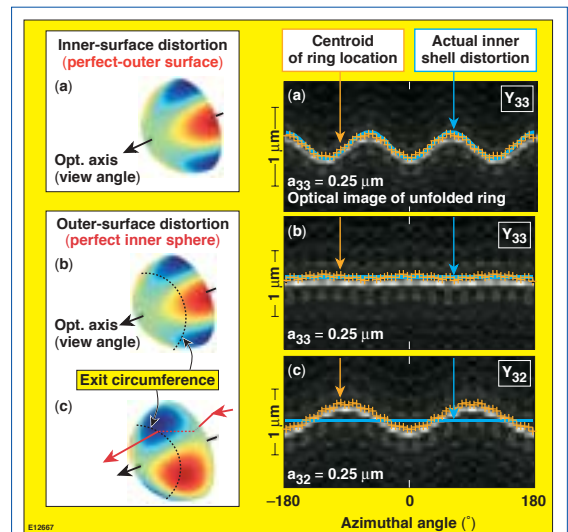 Inner-surface distortion
(perfect-outer surface)
(a)
Opt. axis
(view angle)
Outer-surface distortion
(perfect inner sphere)
(b)
Opt. axis
(view angle)
Exit circumference
(c)
E12667
Centroid
of ring location
Actual inner
shell distortion
(a)
Y33
1 μm
a33 = 0.25 μm
Optical image of unfolded ring
(b)
Y33
1 μm
a33 = 0.25 μm
(c)
Y32
1 μm
a32 = 0.25 μm
–180
0
180
Azimuthal angle (°)